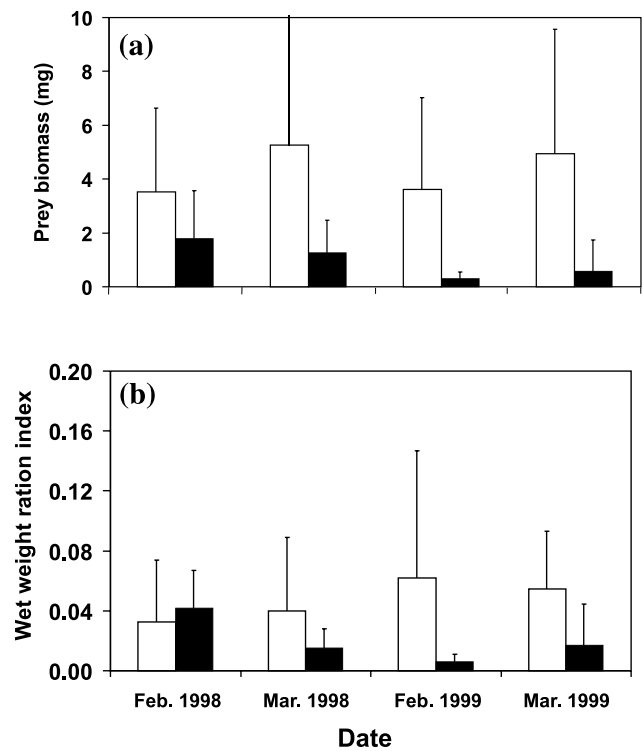 (a)
Prey biomass (mg)
10
8
6
4
2
0
(b)
Wet weight ration index
0.20
0.16
0.12
0.08
0.04
0.00
Feb. 1998 Mar. 1998 Feb. 1999 Mar. 1999
Date